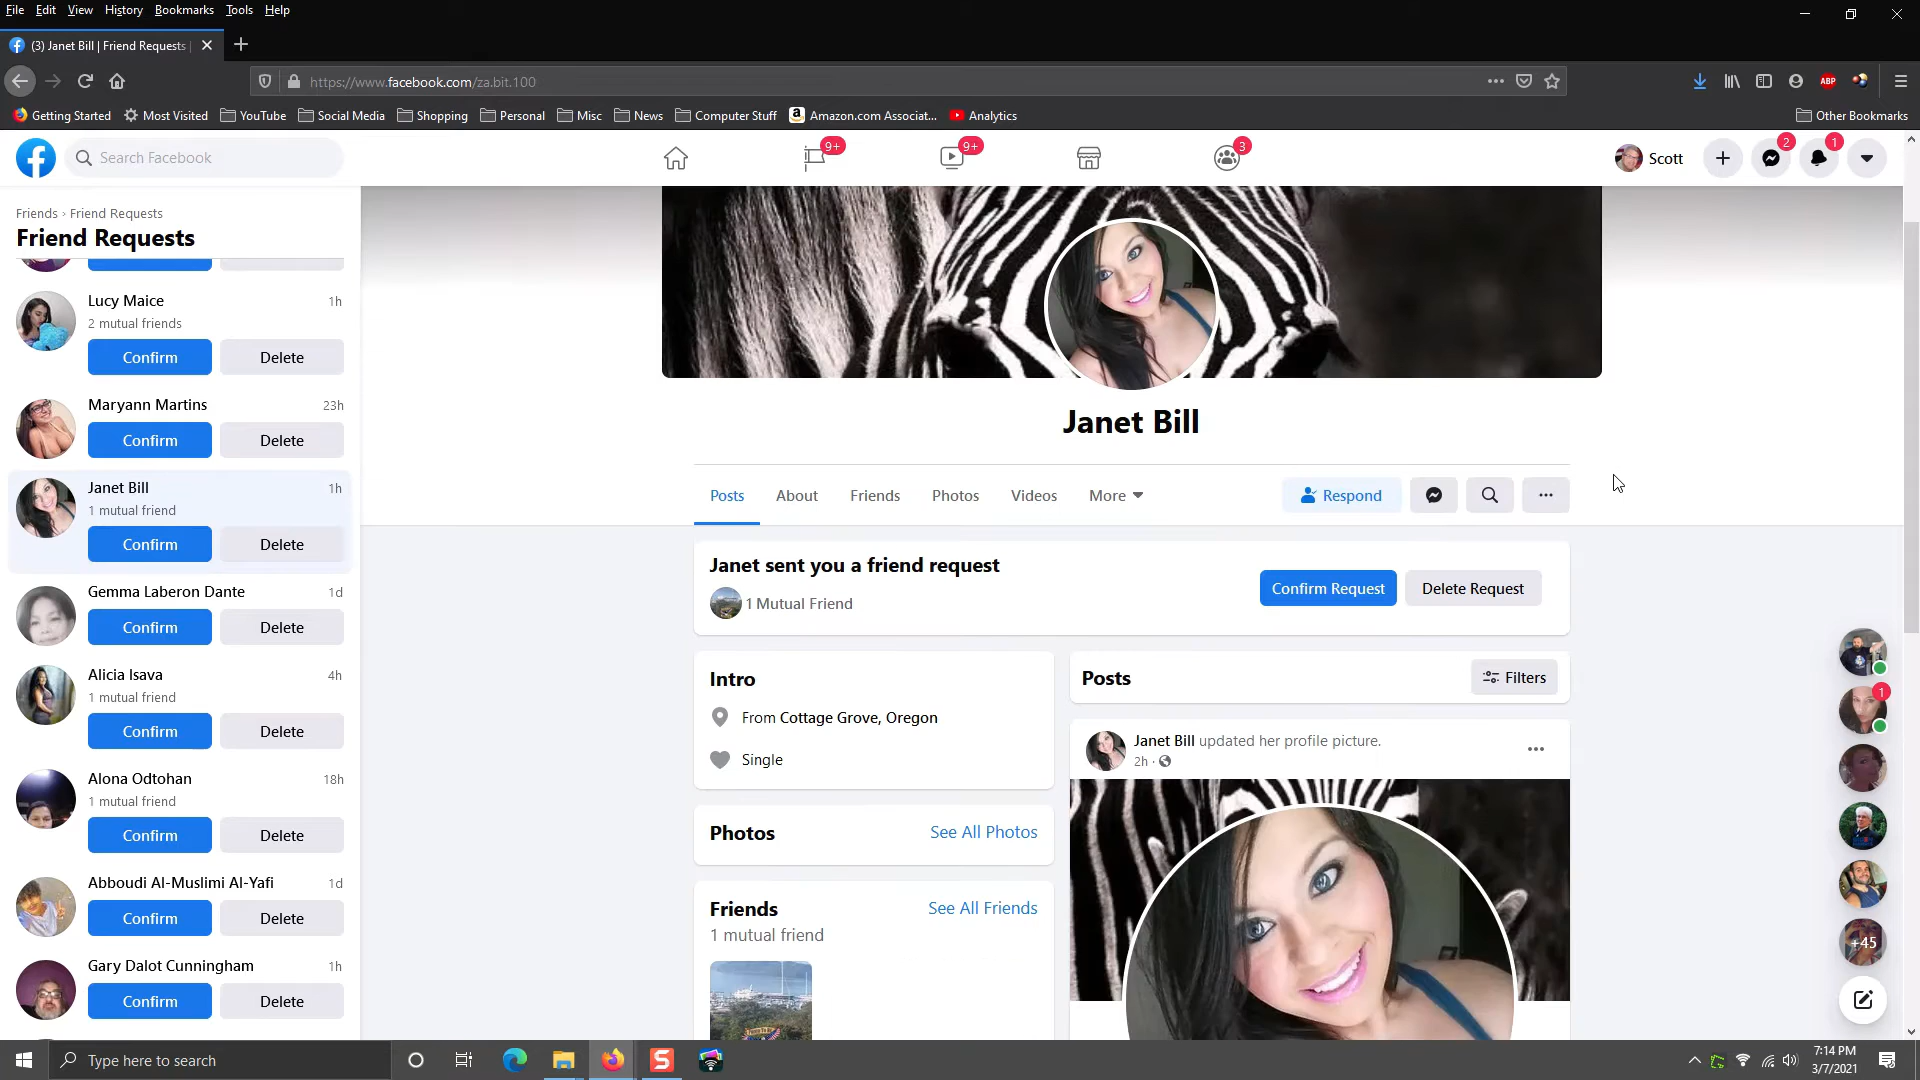 File Edit View History Bookmarks Tools Help
(3) Janet Bill | Friend Requests |
https://www.facebook.com/za.bit.100
Getting Started Most Visited YouTube Social Media Shopping Personal Misc News Computer Stuff Amazon.com Associat... Analytics Other Bookmarks
ABP
Search Facebook 9+ 9+ 3 Scott 2 1
Friends › Friend Requests
Friend Requests
Lucy Maice 1h
2 mutual friends
Confirm Delete
Maryann Martins 23h
Confirm Delete
Janet Bill 1h
1 mutual friend
Confirm Delete
Gemma Laberon Dante 1d
Confirm Delete
Alicia Isava 4h
1 mutual friend
Confirm Delete
Alona Odtohan 18h
1 mutual friend
Confirm Delete
Abboudi Al-Muslimi Al-Yafi 1d
Confirm Delete
Gary Dalot Cunningham 1h
Confirm Delete
Janet Bill
Posts About Friends Photos Videos More Respond
Janet sent you a friend request
1 Mutual Friend
Confirm Request Delete Request
Intro
From Cottage Grove, Oregon
Single
Photos See All Photos
Friends See All Friends
1 mutual friend
Posts Filters
Janet Bill updated her profile picture.
2h ·
1
+45
Type here to search
S
7:14 PM
3/7/2021